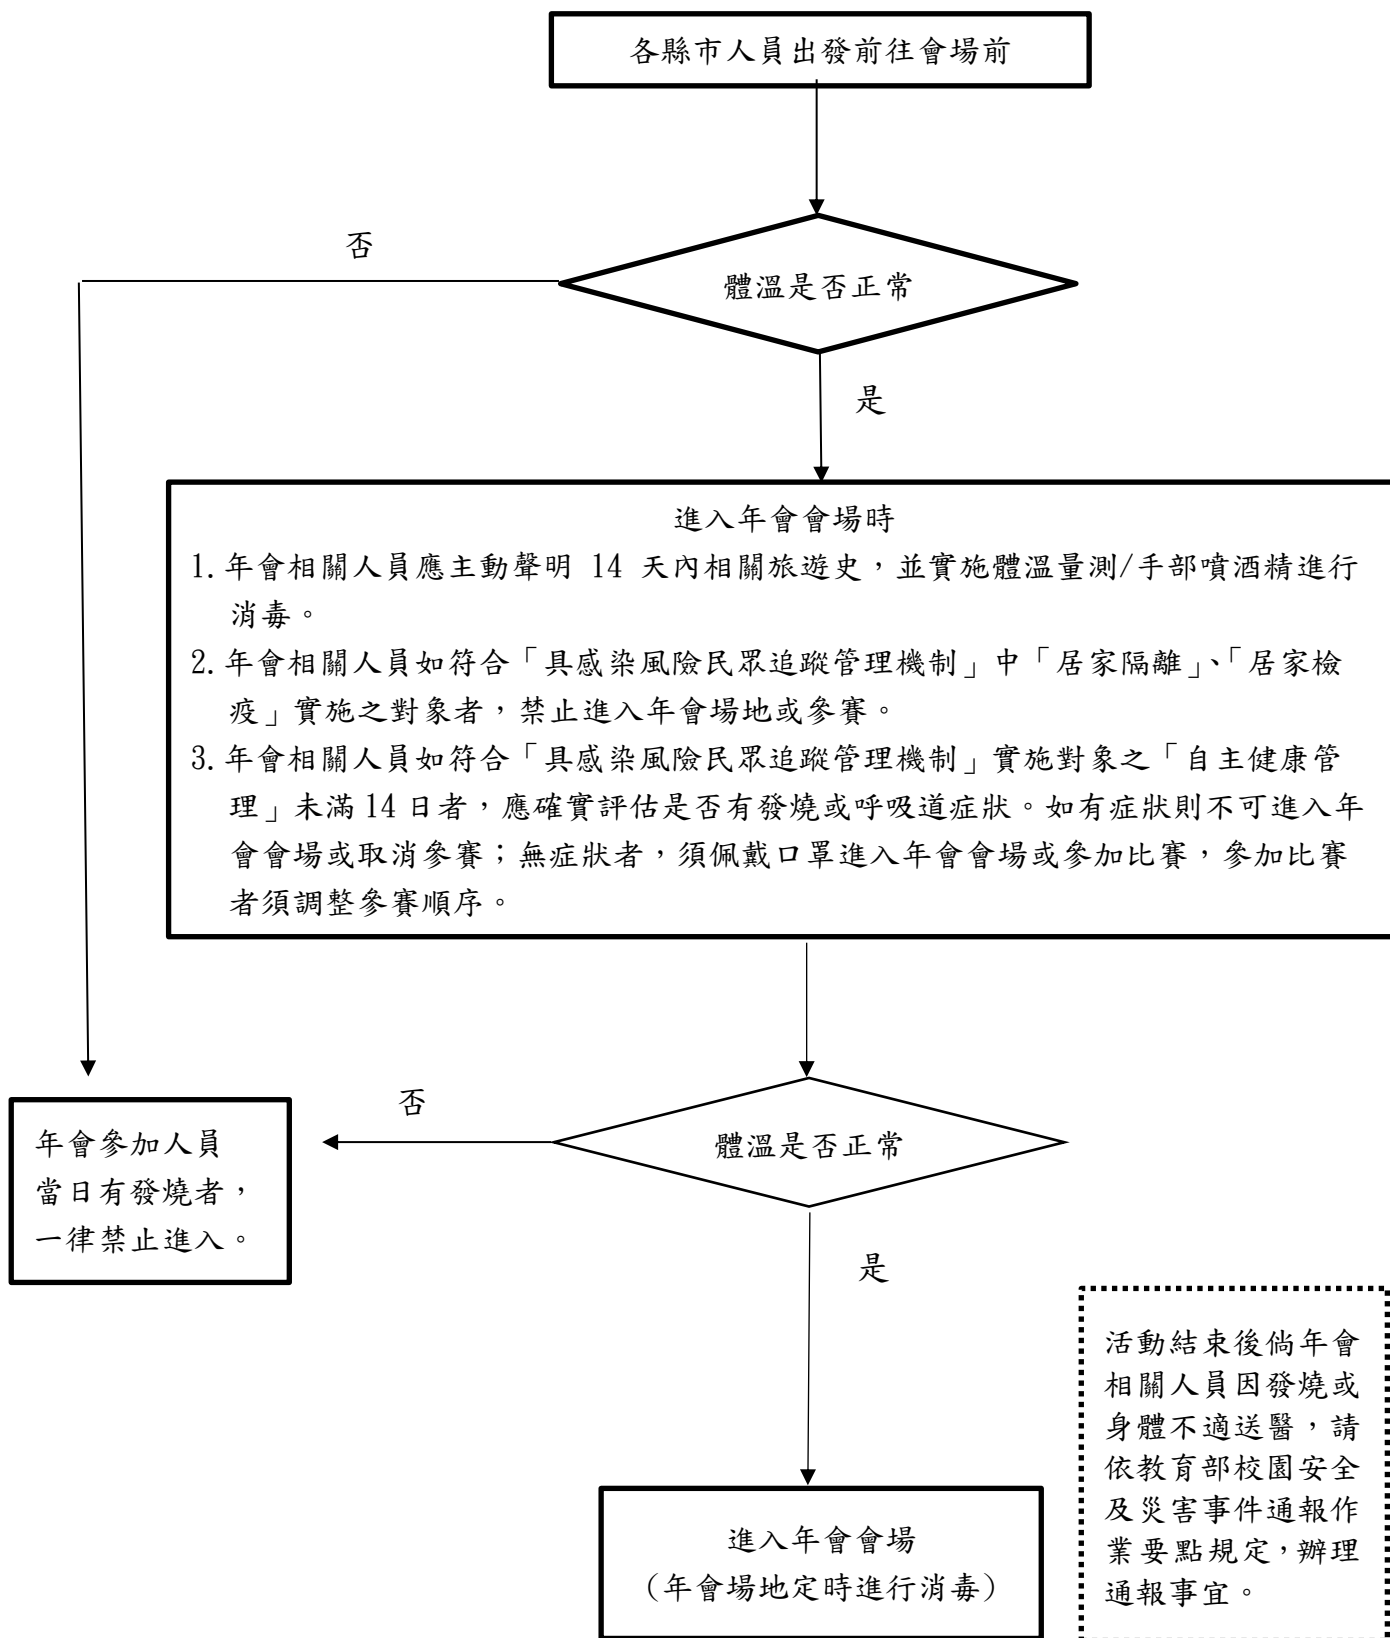 各縣市人員出發前往會場前
否
體溫是否正常
是
進入年會會場時
1. 年會相關人員應主動聲明 14 天內相關旅遊史，並實施體溫量測/手部噴酒精進行
消毒。
2. 年會相關人員如符合「具感染風險民眾追蹤管理機制」中「居家隔離」、「居家檢
疫」實施之對象者，禁止進入年會場地或參賽。
3. 年會相關人員如符合「具感染風險民眾追蹤管理機制」實施對象之「自主健康管
理」未滿 14 日者，應確實評估是否有發燒或呼吸道症狀。如有症狀則不可進入年
會會場或取消參賽；無症狀者，須佩戴口罩進入年會會場或參加比賽，參加比賽
者須調整參賽順序。
否
體溫是否正常
年會參加人員
當日有發燒者，
一律禁止進入。
是
活動結束後倘年會
相關人員因發燒或
身體不適送醫，請
依教育部校園安全
及災害事件通報作
業要點規定，辦理
通報事宜。
進入年會會場
（年會場地定時進行消毒）